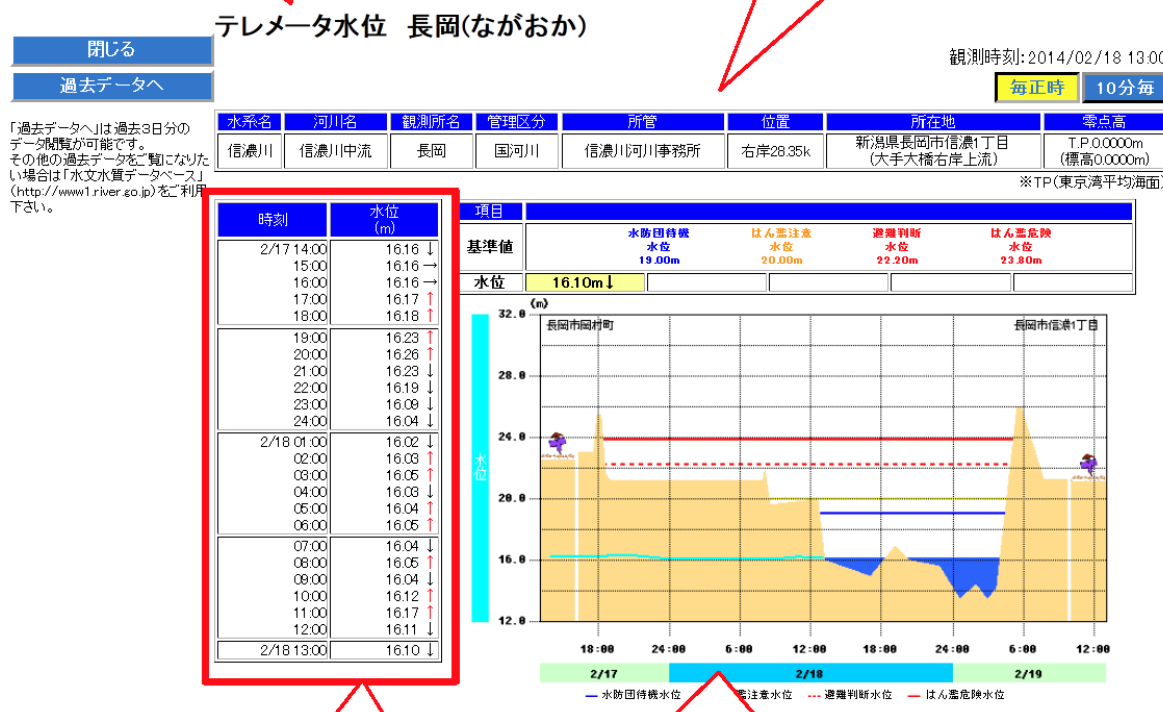 テレメータ水位 長岡(ながおか)
閉じる
過去データへ
観測時刻:2014/02/18 13:00
毎正時 10分毎
「過去データへ」は過去3日分の
データ閲覧が可能です。
その他の過去データをご覧になりた
い場合は「水文水質データベース」
(http://www1.river.go.jp)をご利用
下さい。
水系名 河川名 観測所名 管理区分 所管 位置 所在地 零点高
信濃川 信濃川中流 長岡 国河川 信濃川河川事務所 右岸28.35k 新潟県長岡市信濃1丁目 T.P.0.0000m
(大手大橋右岸上流) (標高0.0000m)
※TP(東京湾平均海面)
時刻 水位
(m)
2/17 14:00 16.16 ↓
15:00 16.16 →
16:00 16.16 →
17:00 16.17 ↑
18:00 16.18 ↑
19:00 16.23 ↑
20:00 16.26 ↑
21:00 16.23 ↓
22:00 16.19 ↓
23:00 16.09 ↓
24:00 16.04 ↓
2/18 01:00 16.02 ↓
02:00 16.03 ↑
03:00 16.05 ↑
04:00 16.03 ↓
05:00 16.04 ↑
06:00 16.05 ↑
07:00 16.04 ↓
08:00 16.05 ↑
09:00 16.04 ↓
10:00 16.12 ↑
11:00 16.17 ↑
12:00 16.11 ↓
2/18 13:00 16.10 ↓
項目
基準値
水防団待機 はん濫注意 避難判断 はん濫危険
水位 水位 水位 水位
19.00m 20.00m 22.20m 23.80m
水位 16.10m↓
(m)
長岡市岡村町 長岡市信濃1丁目
32.0
28.0
24.0
20.0
16.0
12.0
水位
18:00 24:00 6:00 12:00 18:00 24:00 6:00 12:00
2/17 2/18 2/19
水防団待機水位 濫注意水位 避難判断水位 はん濫危険水位